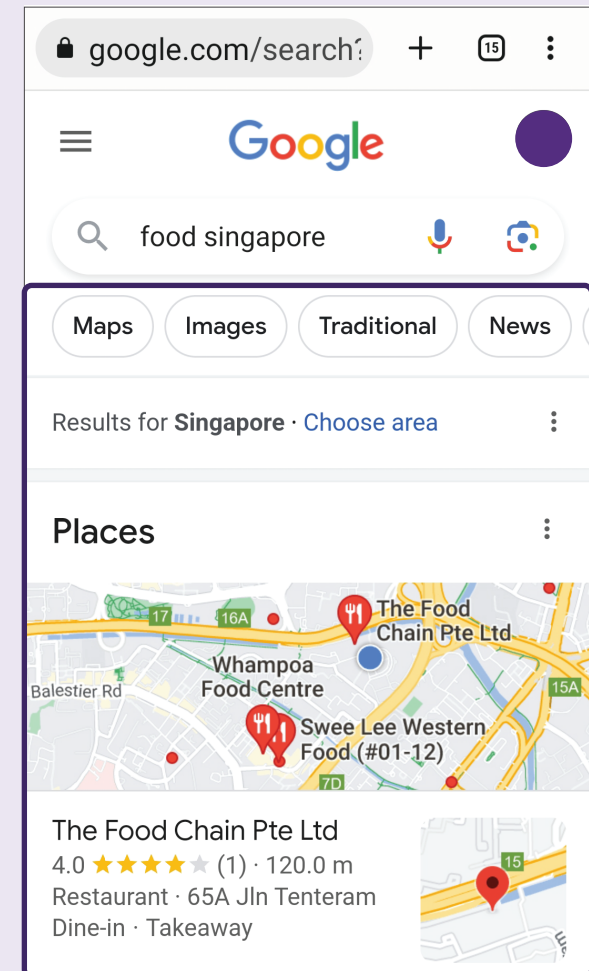 google.com/search?
15
Google
food singapore
Maps
Images
Traditional
News
Results for Singapore · Choose area
Places
17
16A
The Food
Chain Pte Ltd
Whampoa
Food Centre
Balestier Rd
15A
Swee Lee Western
Food (#01-12)
7D
The Food Chain Pte Ltd
4.0 ★★★★★ (1) · 120.0 m
Restaurant · 65A Jln Tenteram
Dine-in · Takeaway
15